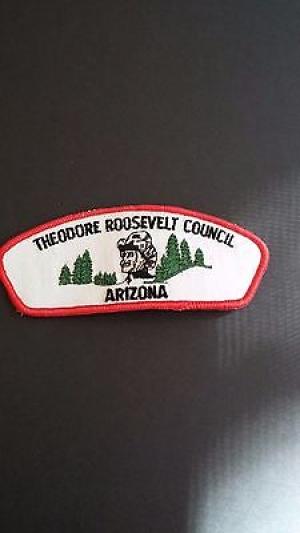 THEODORE ROOSEVELT COUNCIL
ARIZONA